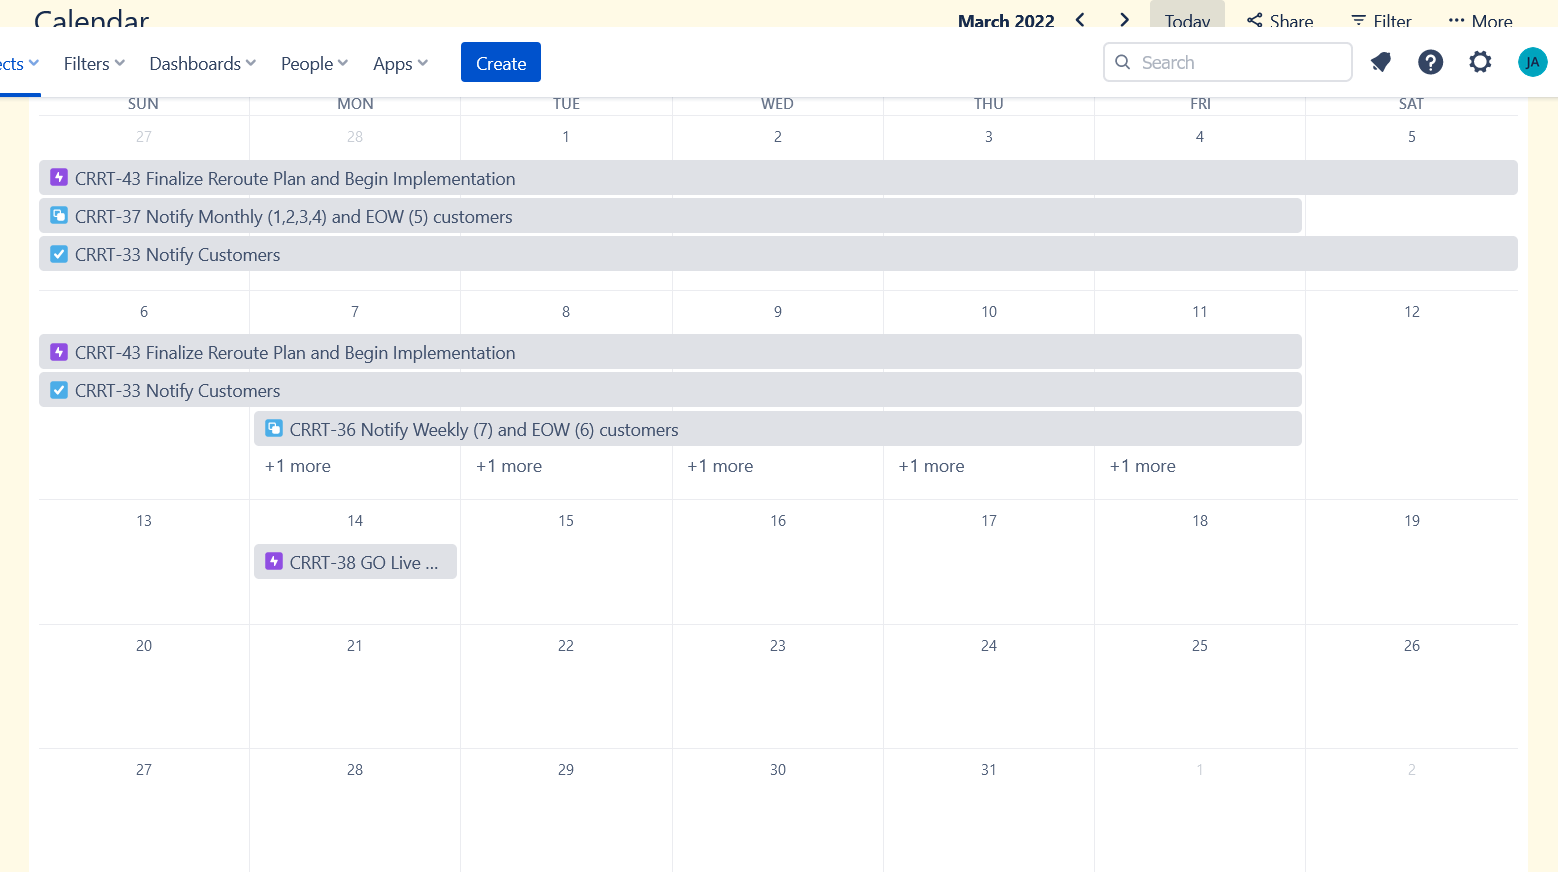 Calendar
March 2022 Today Share Filter More
ects Filters Dashboards People Apps Create Search JA
SUN MON TUE WED THU FRI SAT
27 28 1 2 3 4 5
CRRT-43 Finalize Reroute Plan and Begin Implementation
CRRT-37 Notify Monthly (1,2,3,4) and EOW (5) customers
CRRT-33 Notify Customers
6 7 8 9 10 11 12
CRRT-43 Finalize Reroute Plan and Begin Implementation
CRRT-33 Notify Customers
CRRT-36 Notify Weekly (7) and EOW (6) customers
+1 more +1 more +1 more +1 more +1 more
13 14 15 16 17 18 19
CRRT-38 GO Live ...
20 21 22 23 24 25 26
27 28 29 30 31 1 2